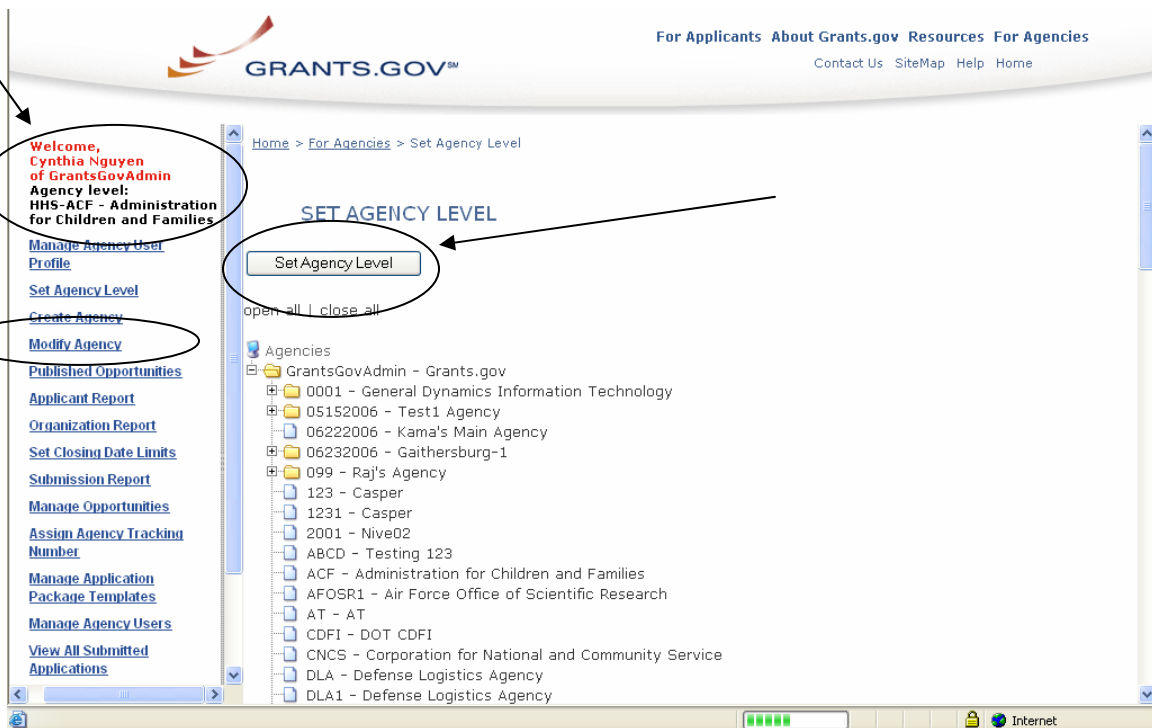 For Applicants About Grants.gov Resources For Agencies
Contact Us SiteMap Help Home
GRANTS.GOV℠
Welcome,
Cynthia Nguyen
of GrantsGovAdmin
Agency level:
HHS-ACF - Administration
for Children and Families
Manage Agency User
Profile
Set Agency Level
Create Agency
Modify Agency
Published Opportunities
Applicant Report
Organization Report
Set Closing Date Limits
Submission Report
Manage Opportunities
Assign Agency Tracking
Number
Manage Application
Package Templates
Manage Agency Users
View All Submitted
Applications
Home > For Agencies > Set Agency Level
SET AGENCY LEVEL
Set Agency Level
open all | close all
Agencies
GrantsGovAdmin - Grants.gov
0001 - General Dynamics Information Technology
05152006 - Test1 Agency
06222006 - Kama's Main Agency
06232006 - Gaithersburg-1
099 - Raj's Agency
123 - Casper
1231 - Casper
2001 - Nive02
ABCD - Testing 123
ACF - Administration for Children and Families
AFOSR1 - Air Force Office of Scientific Research
AT - AT
CDFI - DOT CDFI
CNCS - Corporation for National and Community Service
DLA - Defense Logistics Agency
DLA1 - Defense Logistics Agency
Internet